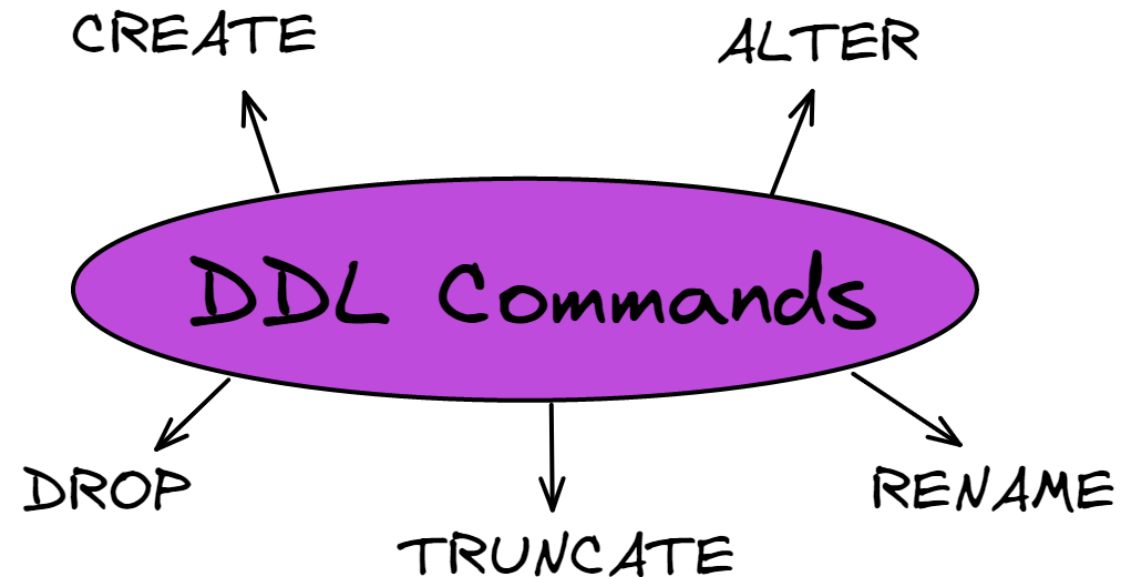 CREATE
ALTER
DDL Commands
DROP
TRUNCATE
RENAME